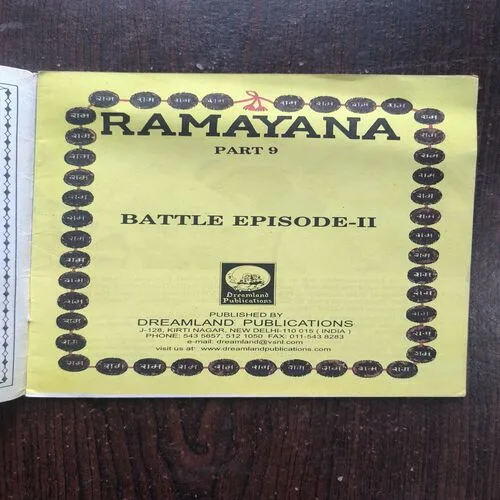 राम राम राम राम राम राम राम राम
RAMAYANA
PART 9
BATTLE EPISODE-II
Dreamland
Publications
PUBLISHED BY
DREAMLAND PUBLICATIONS
J-128, KIRTI NAGAR, NEW DELHI-110 015 ( INDIA )
PHONE: 543 5657, 512 1050 FAX: 011-543 8283
e-mail: dreamland@vsnl.com
visit us at: www.dreamlandpublications.com